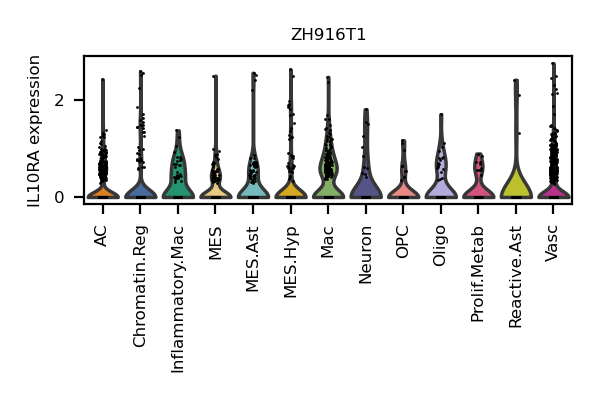 ZH916T1
IL10RA expression
2
0
AC
Chromatin.Reg
Inflammatory.Mac
MES
MES.Ast
MES.Hyp
Mac
Neuron
OPC
Oligo
Prolif.Metab
Reactive.Ast
Vasc